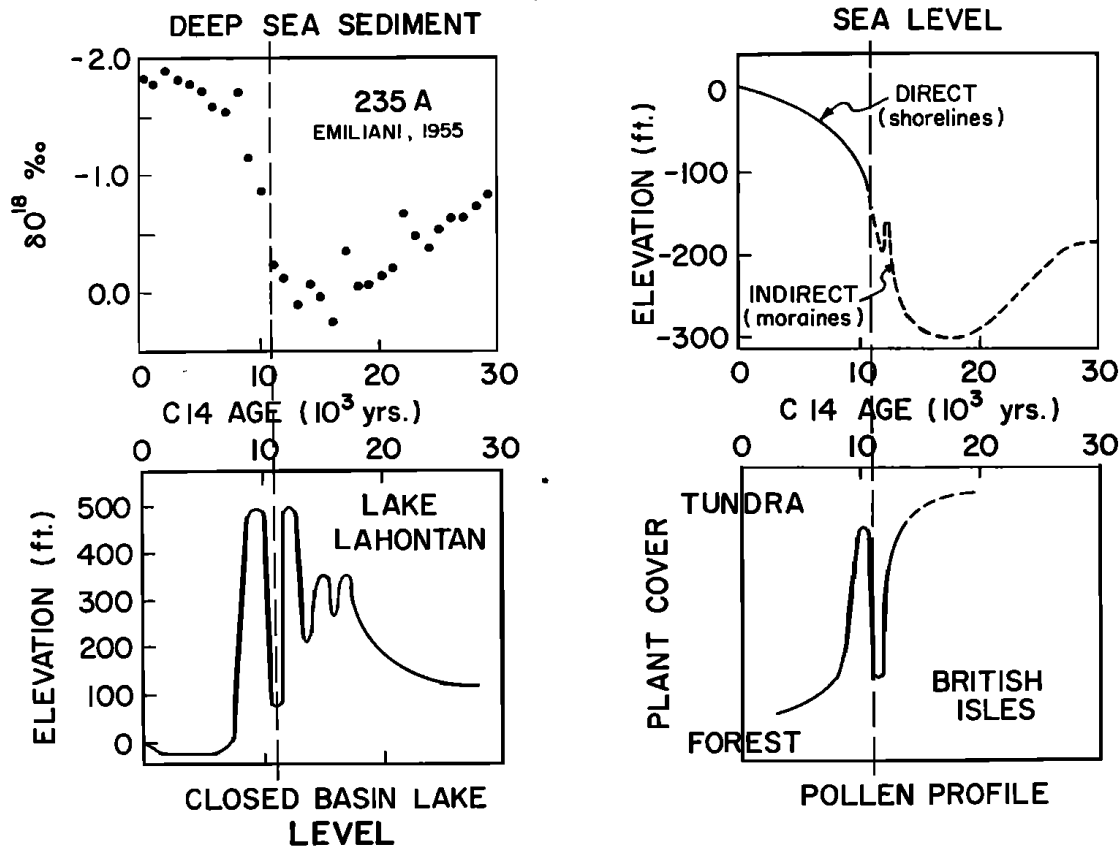 DEEP SEA SEDIMENT
-2.0
-1.0
0.0
δO¹⁸ ‰
235 A
EMILIANI, 1955
0 10 20 30
C14 AGE (10³ yrs.)
SEA LEVEL
0
-100
-200
-300
ELEVATION (ft.)
DIRECT
(shorelines)
INDIRECT
(moraines)
0 10 20 30
C14 AGE (10³ yrs.)
0 10 20 30
500
400
300
200
100
0
ELEVATION (ft.)
LAKE
LAHONTAN
CLOSED BASIN LAKE
LEVEL
0 10 20 30
TUNDRA
PLANT COVER
FOREST
BRITISH
ISLES
POLLEN PROFILE